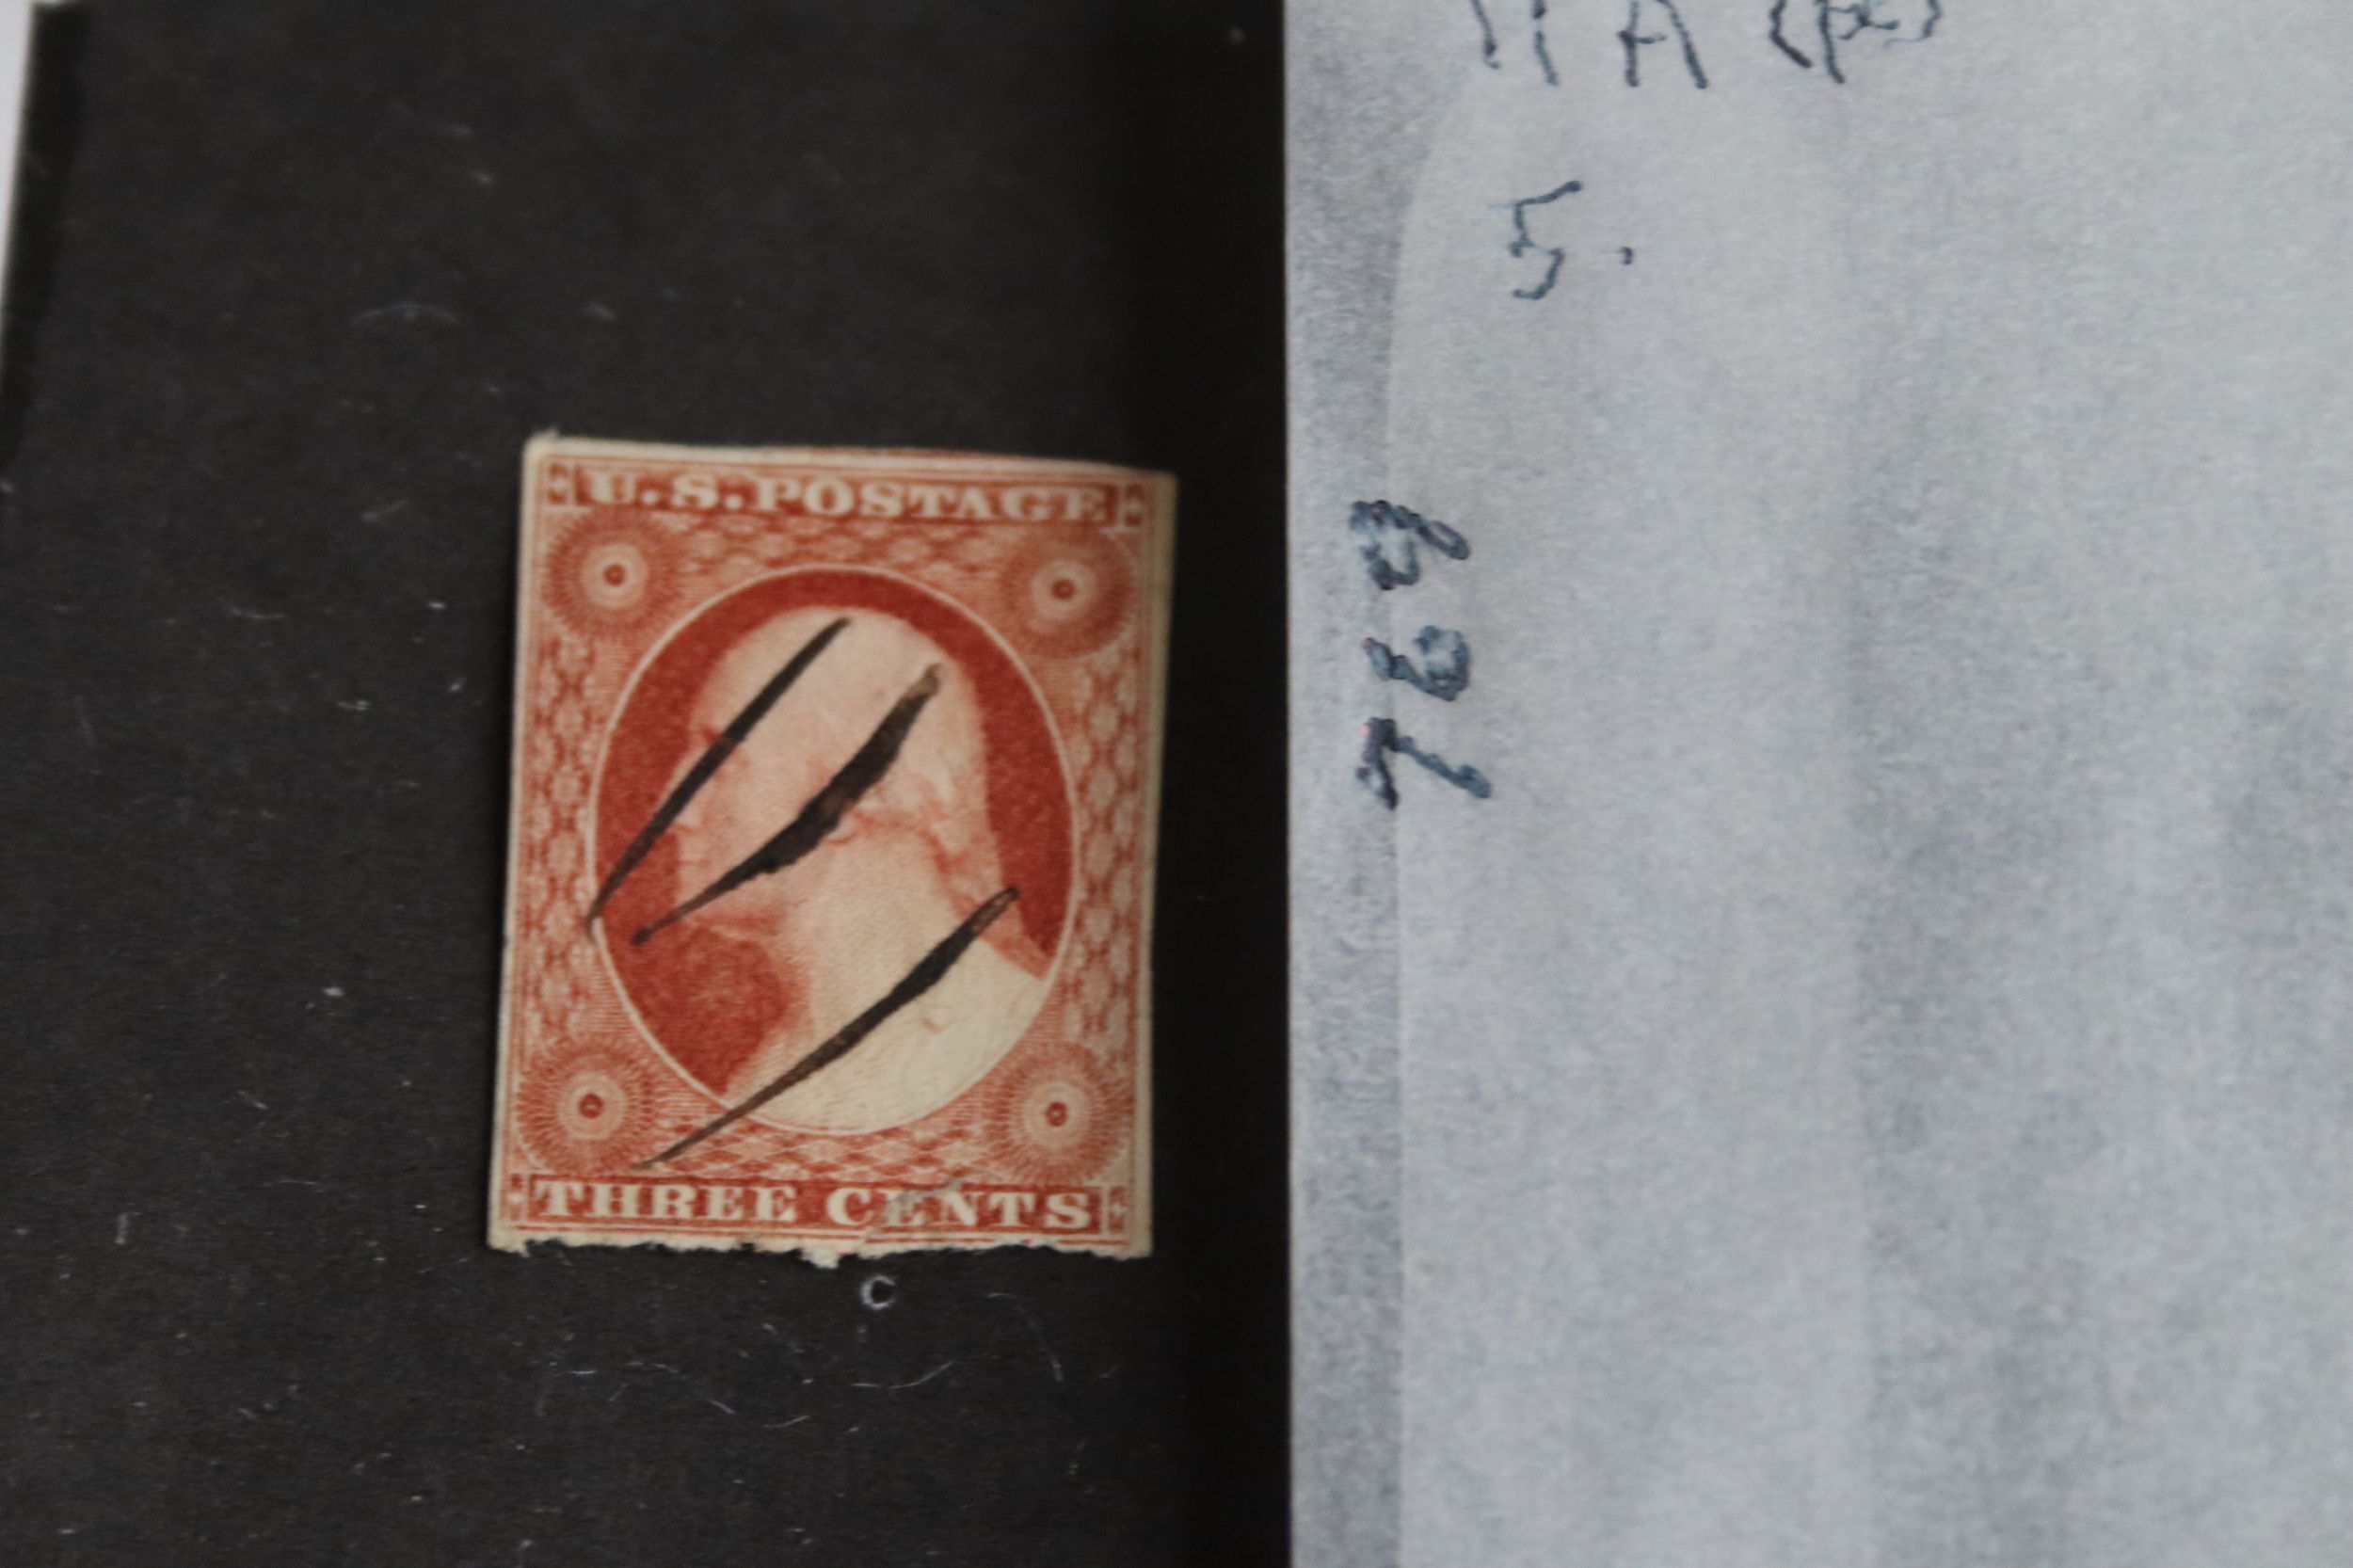 U.S. POSTAGE
THREE CENTS
11A
5.
769